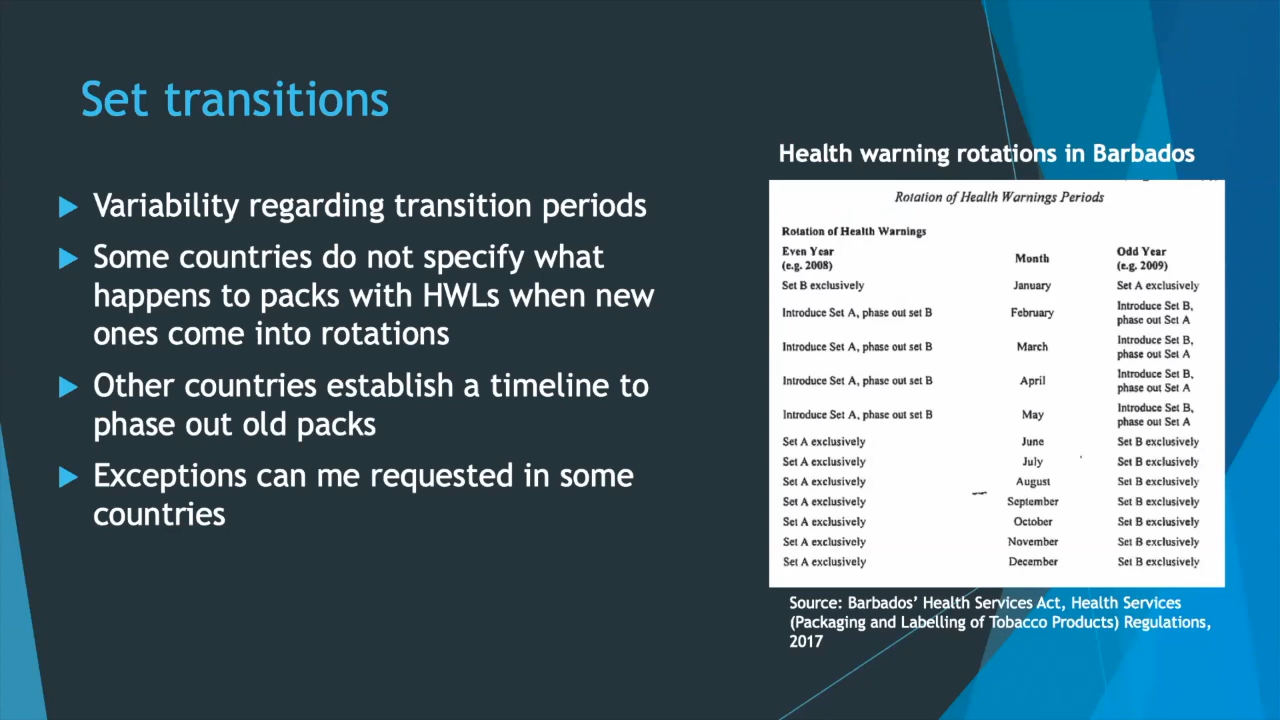 Set transitions
Variability regarding transition periods
Some countries do not specify what
happens to packs with HWLs when new
ones come into rotations
Other countries establish a timeline to
phase out old packs
Exceptions can me requested in some
countries
Health warning rotations in Barbados
Rotation of Health Warnings Periods
Rotation of Health Warnings
Even Year Month Odd Year
(e.g. 2008) (e.g. 2009)
Set B exclusively January Set A exclusively
Introduce Set A, phase out set B February Introduce Set B,
phase out Set A
Introduce Set A, phase out set B March Introduce Set B,
phase out Set A
Introduce Set A, phase out set B April Introduce Set B,
phase out Set A
Introduce Set A, phase out set B May Introduce Set B,
phase out Set A
Set A exclusively June Set B exclusively
Set A exclusively July Set B exclusively
Set A exclusively August Set B exclusively
Set A exclusively September Set B exclusively
Set A exclusively October Set B exclusively
Set A exclusively November Set B exclusively
Set A exclusively December Set B exclusively
Source: Barbados’ Health Services Act, Health Services
(Packaging and Labelling of Tobacco Products) Regulations,
2017